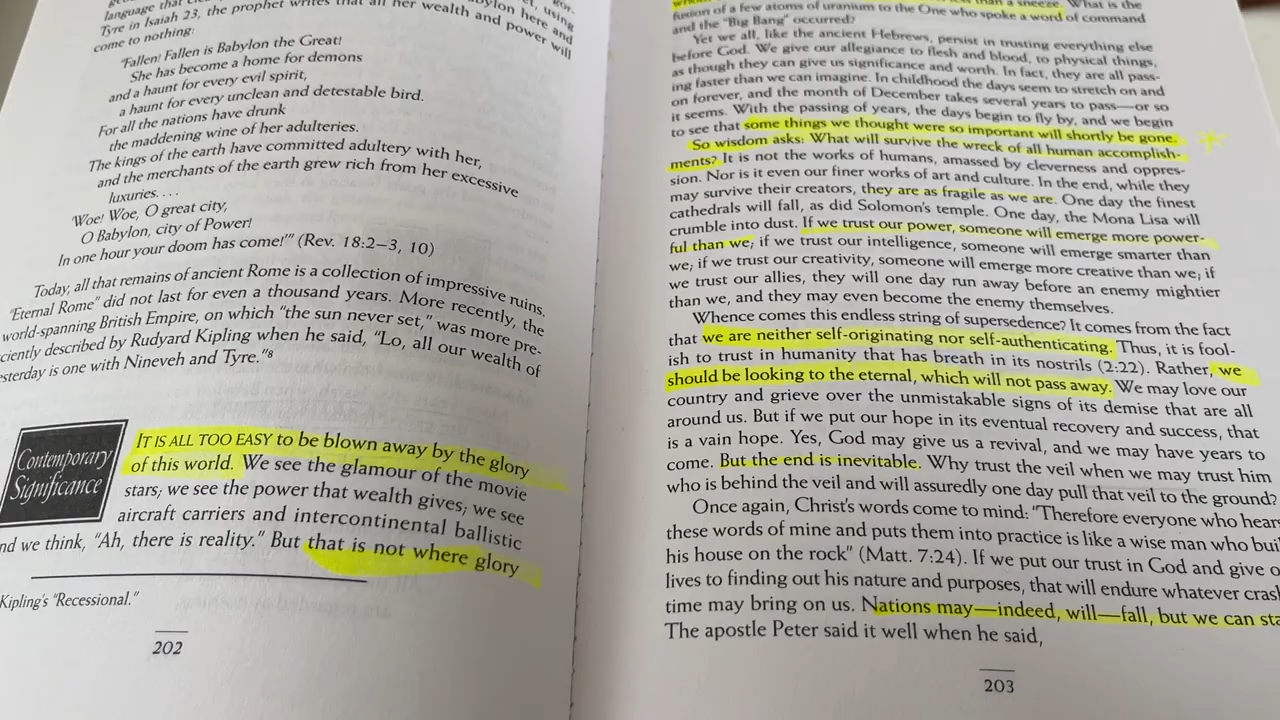 Tyre in Isaiah 23, the prophet writes that all her wealth and power will
come to nothing:
"Fallen! Fallen is Babylon the Great!
She has become a home for demons
and a haunt for every evil spirit,
a haunt for every unclean and detestable bird.
For all the nations have drunk
the maddening wine of her adulteries.
The kings of the earth have committed adultery with her,
and the merchants of the earth grew rich from her excessive
luxuries. . . .
'Woe! Woe, O great city,
O Babylon, city of Power!
In one hour your doom has come!'" (Rev. 18:2–3, 10)
Today, all that remains of ancient Rome is a collection of impressive ruins.
"Eternal Rome" did not last for even a thousand years. More recently, the
world-spanning British Empire, on which "the sun never set," was more pre-
ciently described by Rudyard Kipling when he said, "Lo, all our wealth of
esterday is one with Nineveh and Tyre."8
Contemporary
Significance
IT IS ALL TOO EASY to be blown away by the glory
of this world. We see the glamour of the movie
stars; we see the power that wealth gives; we see
aircraft carriers and intercontinental ballistic
nd we think, "Ah, there is reality." But that is not where glory
Kipling's "Recessional."
202
than a sneeze. What is the
fusion of a few atoms of uranium to the One who spoke a word of command
and the "Big Bang" occurred?
Yet we all, like the ancient Hebrews, persist in trusting everything else
before God. We give our allegiance to flesh and blood, to physical things,
as though they can give us significance and worth. In fact, they are all pass-
ing faster than we can imagine. In childhood the days seem to stretch on and
on forever, and the month of December takes several years to pass—or so
it seems. With the passing of years, the days begin to fly by, and we begin
to see that some things we thought were so important will shortly be gone.
So wisdom asks: What will survive the wreck of all human accomplish-
ments? It is not the works of humans, amassed by cleverness and oppres-
sion. Nor is it even our finer works of art and culture. In the end, while they
may survive their creators, they are as fragile as we are. One day the finest
cathedrals will fall, as did Solomon's temple. One day, the Mona Lisa will
crumble into dust. If we trust our power, someone will emerge more power-
ful than we; if we trust our intelligence, someone will emerge smarter than
we; if we trust our creativity, someone will emerge more creative than we; if
we trust our allies, they will one day run away before an enemy mightier
than we, and they may even become the enemy themselves.
Whence comes this endless string of supersedence? It comes from the fact
that we are neither self-originating nor self-authenticating. Thus, it is fool-
ish to trust in humanity that has breath in its nostrils (2:22). Rather, we
should be looking to the eternal, which will not pass away. We may love our
country and grieve over the unmistakable signs of its demise that are all
around us. But if we put our hope in its eventual recovery and success, that
is a vain hope. Yes, God may give us a revival, and we may have years to
come. But the end is inevitable. Why trust the veil when we may trust him
who is behind the veil and will assuredly one day pull that veil to the ground?
Once again, Christ's words come to mind: "Therefore everyone who hear
these words of mine and puts them into practice is like a wise man who bui
his house on the rock" (Matt. 7:24). If we put our trust in God and give o
lives to finding out his nature and purposes, that will endure whatever cras
time may bring on us. Nations may—indeed, will—fall, but we can sta
The apostle Peter said it well when he said,
203